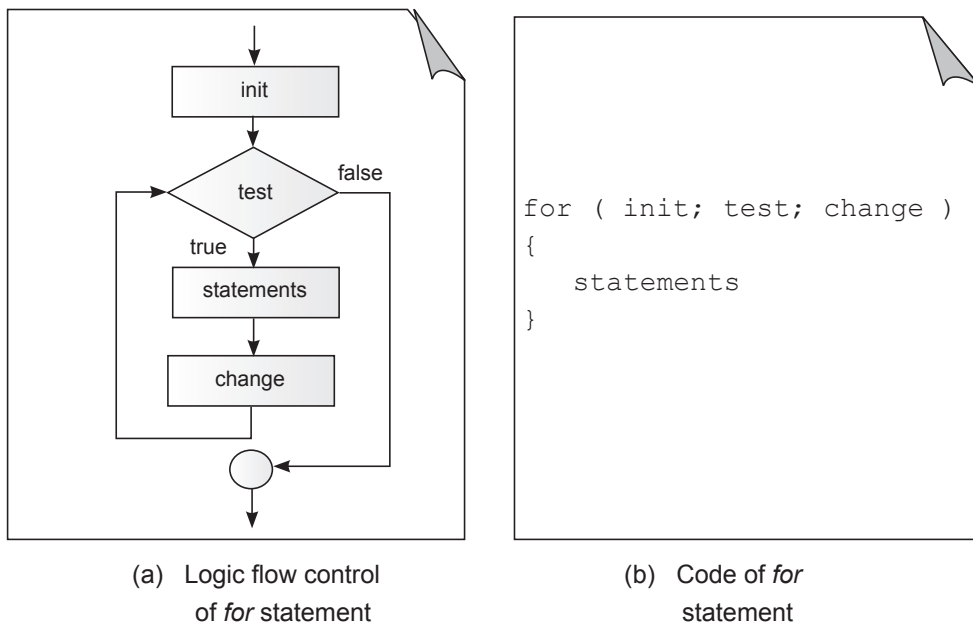 init
test
false
true
statements
change
(a) Logic flow control
of for statement
for ( init; test; change )
{
statements
}
(b) Code of for
statement